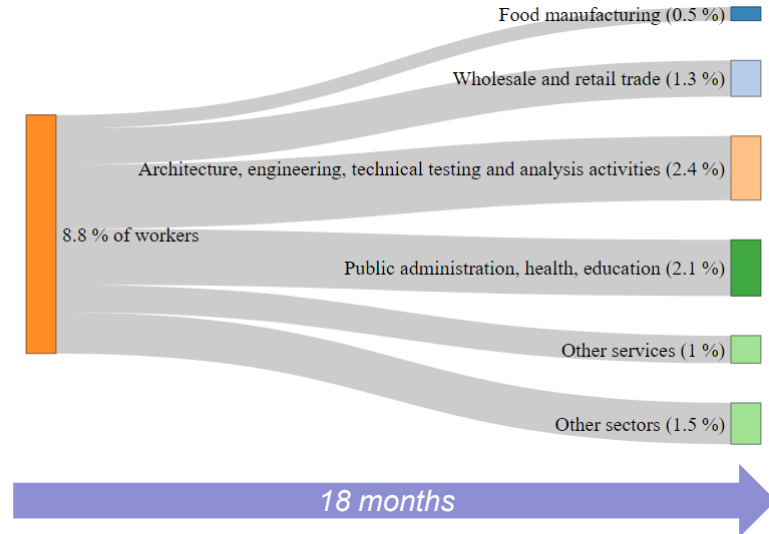 Food manufacturing (0.5 %)
Wholesale and retail trade (1.3 %)
Architecture, engineering, technical testing and analysis activities (2.4 %)
8.8 % of workers
Public administration, health, education (2.1 %)
Other services (1 %)
Other sectors (1.5 %)
18 months